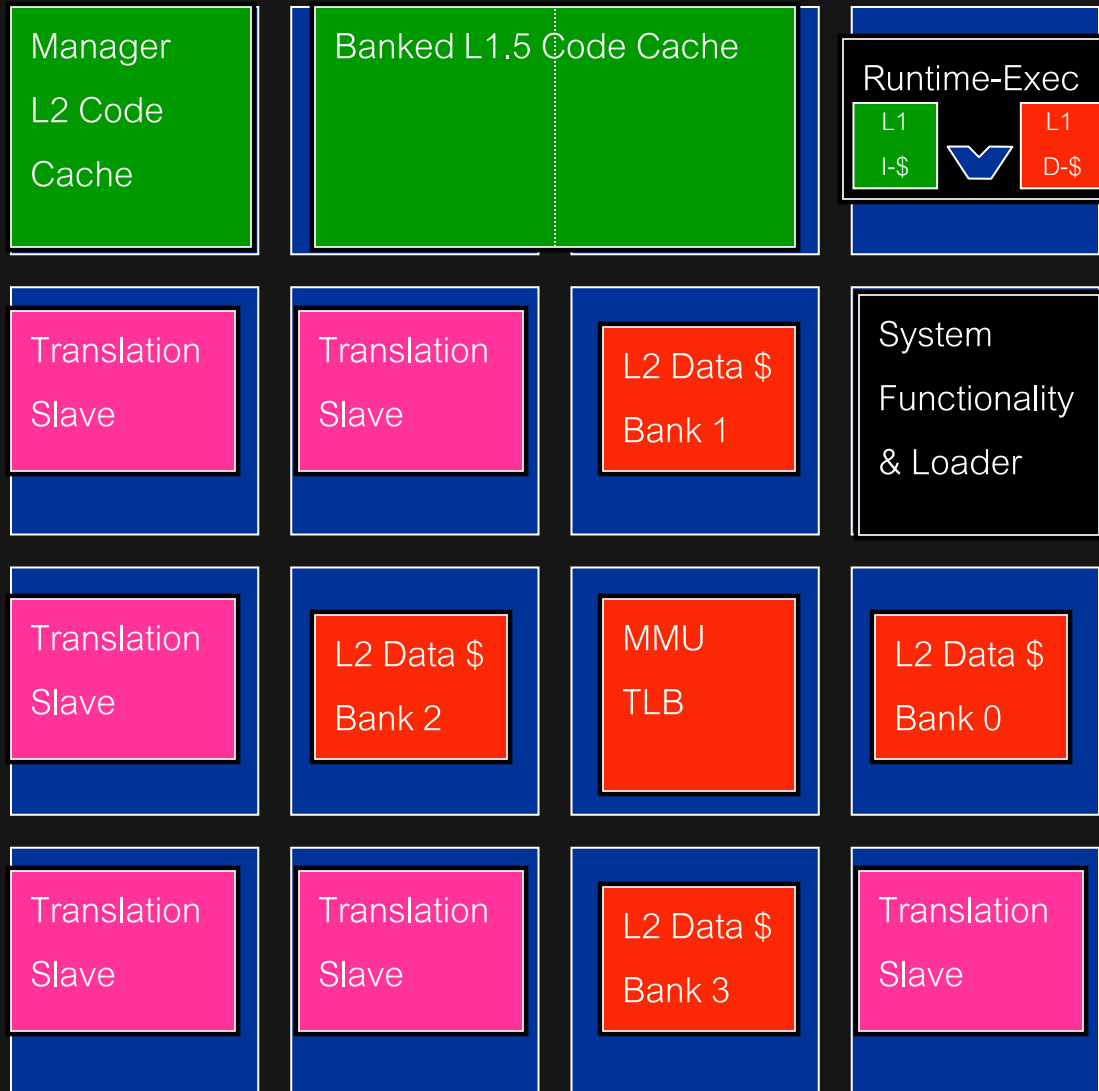 Manager
L2 Code
Cache
Banked L1.5 Code Cache
Runtime-Exec
L1
I-$
L1
D-$
Translation
Slave
Translation
Slave
L2 Data $
Bank 1
System
Functionality
& Loader
Translation
Slave
L2 Data $
Bank 2
MMU
TLB
L2 Data $
Bank 0
Translation
Slave
Translation
Slave
L2 Data $
Bank 3
Translation
Slave